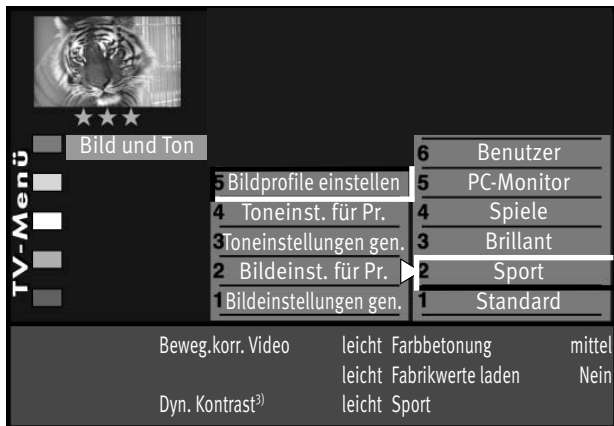 ★★★
TV-Menü
Bild und Ton
5 Bildprofile einstellen
4 Toneinst. für Pr.
3 Toneinstellungen gen.
2 Bildeinst. für Pr.
1 Bildeinstellungen gen.
6 Benutzer
5 PC-Monitor
4 Spiele
3 Brillant
2 Sport
1 Standard
Beweg.korr. Video leicht Farbbetonung mittel
leicht Fabrikwerte laden Nein
Dyn. Kontrast3) leicht Sport